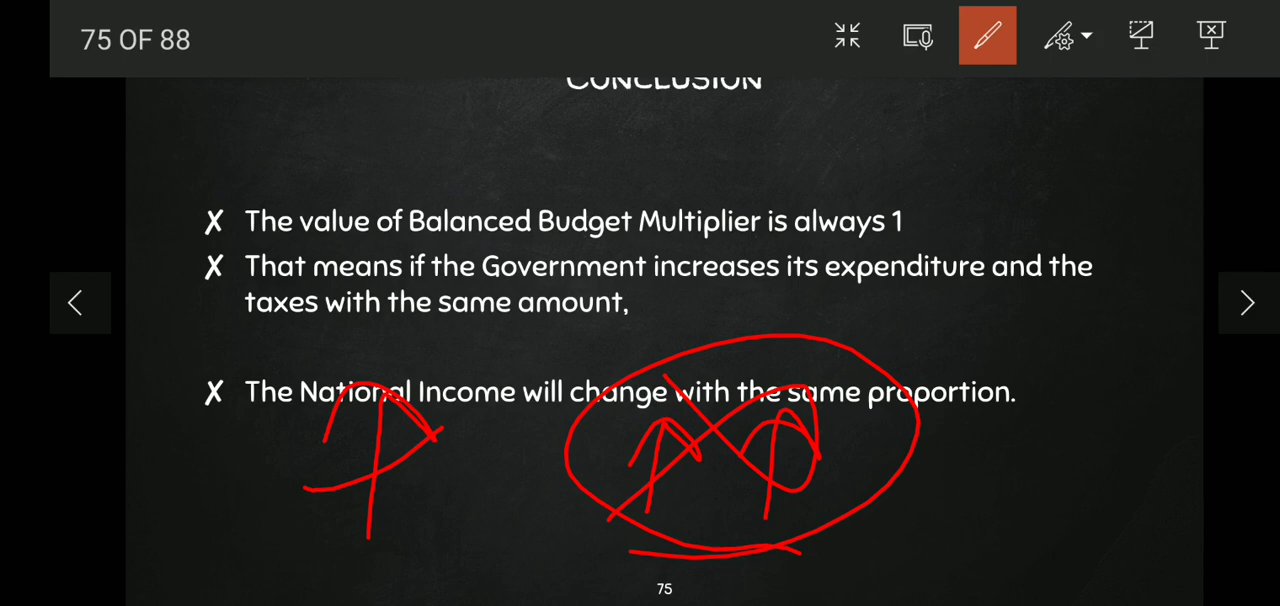 75 OF 88
CONCLUSION
The value of Balanced Budget Multiplier is always 1
That means if the Government increases its expenditure and the
taxes with the same amount,
The National Income will change with the same proportion.
75